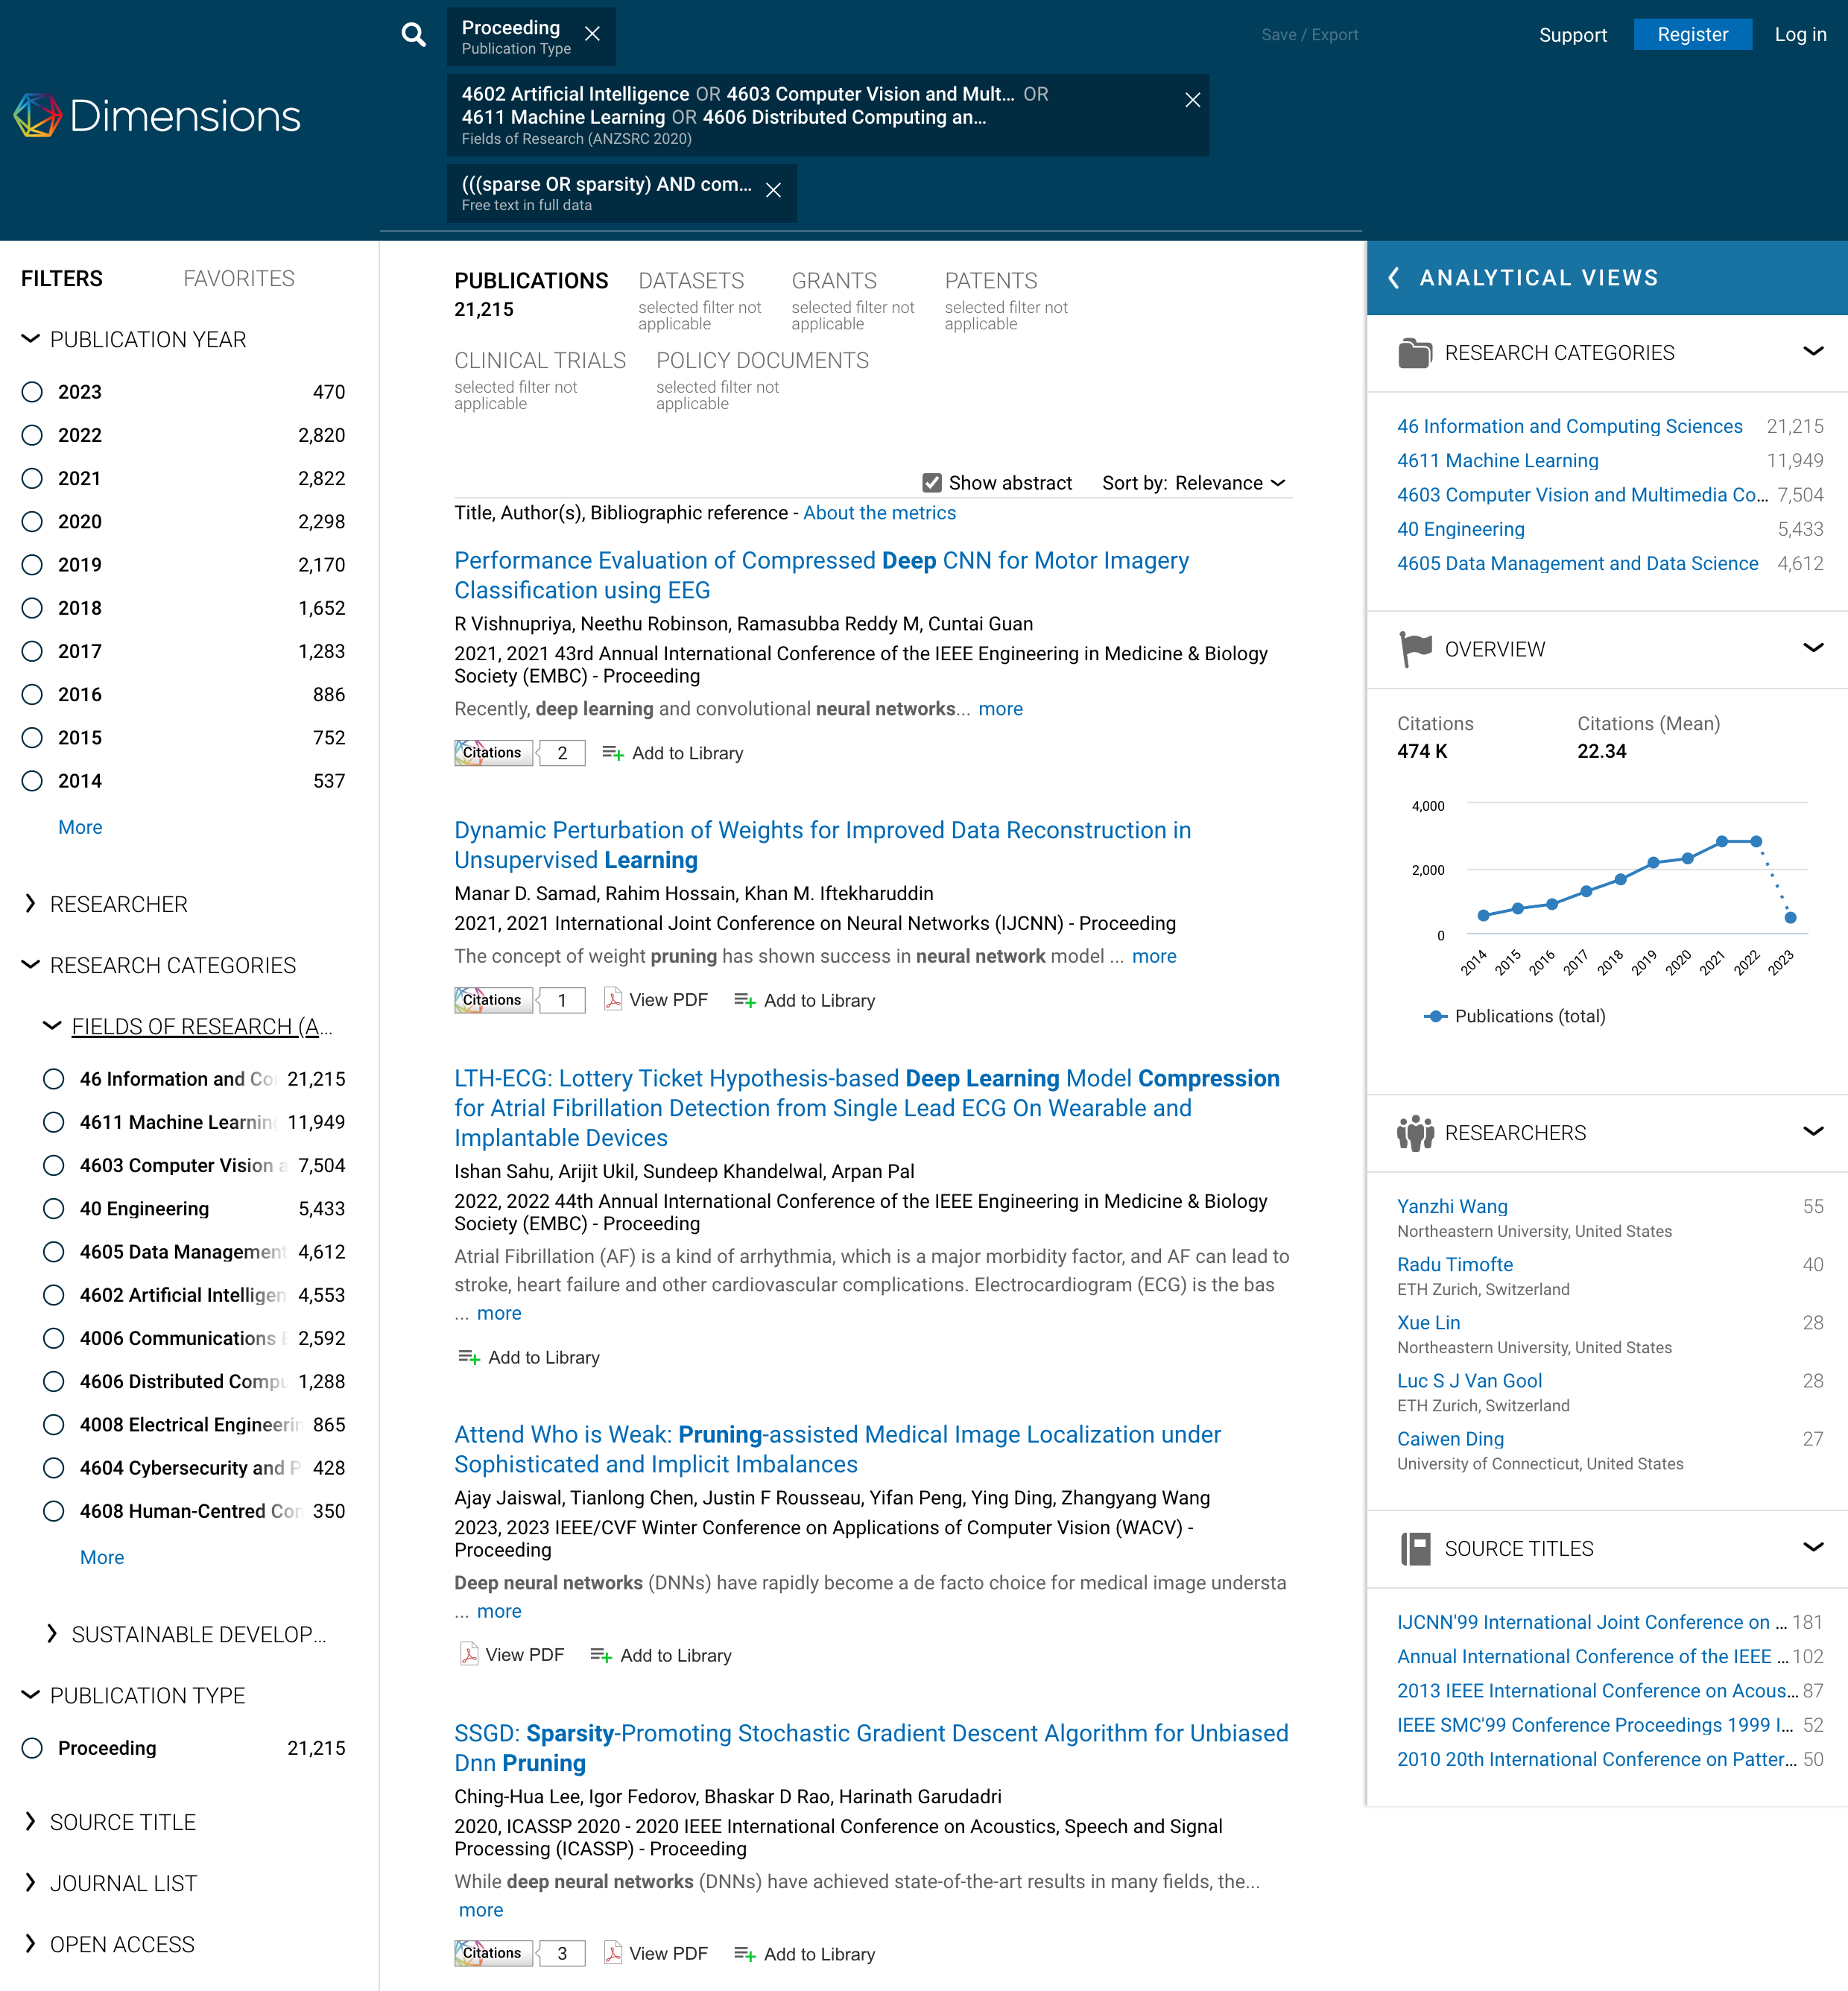 Proceeding
Publication Type
Save / Export
Support
Register
Log in
Dimensions
4602 Artificial Intelligence OR 4603 Computer Vision and Mult... OR
4611 Machine Learning OR 4606 Distributed Computing an...
Fields of Research (ANZSRC 2020)
(((sparse OR sparsity) AND com...
Free text in full data
FILTERS
FAVORITES
PUBLICATION YEAR
2023 470
2022 2,820
2021 2,822
2020 2,298
2019 2,170
2018 1,652
2017 1,283
2016 886
2015 752
2014 537
More
RESEARCHER
RESEARCH CATEGORIES
FIELDS OF RESEARCH (A...
46 Information and Co 21,215
4611 Machine Learning 11,949
4603 Computer Vision a 7,504
40 Engineering 5,433
4605 Data Management 4,612
4602 Artificial Intelligen 4,553
4006 Communications E 2,592
4606 Distributed Compu 1,288
4008 Electrical Engineerin 865
4604 Cybersecurity and P 428
4608 Human-Centred Con 350
More
SUSTAINABLE DEVELOP...
PUBLICATION TYPE
Proceeding 21,215
SOURCE TITLE
JOURNAL LIST
OPEN ACCESS
PUBLICATIONS
21,215
DATASETS
selected filter not
applicable
GRANTS
selected filter not
applicable
PATENTS
selected filter not
applicable
CLINICAL TRIALS
selected filter not
applicable
POLICY DOCUMENTS
selected filter not
applicable
Show abstract Sort by: Relevance
Title, Author(s), Bibliographic reference - About the metrics
Performance Evaluation of Compressed Deep CNN for Motor Imagery
Classification using EEG
R Vishnupriya, Neethu Robinson, Ramasubba Reddy M, Cuntai Guan
2021, 2021 43rd Annual International Conference of the IEEE Engineering in Medicine & Biology
Society (EMBC) - Proceeding
Recently, deep learning and convolutional neural networks... more
Citations 2 Add to Library
Dynamic Perturbation of Weights for Improved Data Reconstruction in
Unsupervised Learning
Manar D. Samad, Rahim Hossain, Khan M. Iftekharuddin
2021, 2021 International Joint Conference on Neural Networks (IJCNN) - Proceeding
The concept of weight pruning has shown success in neural network model ... more
Citations 1 View PDF Add to Library
LTH-ECG: Lottery Ticket Hypothesis-based Deep Learning Model Compression
for Atrial Fibrillation Detection from Single Lead ECG On Wearable and
Implantable Devices
Ishan Sahu, Arijit Ukil, Sundeep Khandelwal, Arpan Pal
2022, 2022 44th Annual International Conference of the IEEE Engineering in Medicine & Biology
Society (EMBC) - Proceeding
Atrial Fibrillation (AF) is a kind of arrhythmia, which is a major morbidity factor, and AF can lead to
stroke, heart failure and other cardiovascular complications. Electrocardiogram (ECG) is the bas
... more
Add to Library
Attend Who is Weak: Pruning-assisted Medical Image Localization under
Sophisticated and Implicit Imbalances
Ajay Jaiswal, Tianlong Chen, Justin F Rousseau, Yifan Peng, Ying Ding, Zhangyang Wang
2023, 2023 IEEE/CVF Winter Conference on Applications of Computer Vision (WACV) -
Proceeding
Deep neural networks (DNNs) have rapidly become a de facto choice for medical image understa
... more
View PDF Add to Library
SSGD: Sparsity-Promoting Stochastic Gradient Descent Algorithm for Unbiased
Dnn Pruning
Ching-Hua Lee, Igor Fedorov, Bhaskar D Rao, Harinath Garudadri
2020, ICASSP 2020 - 2020 IEEE International Conference on Acoustics, Speech and Signal
Processing (ICASSP) - Proceeding
While deep neural networks (DNNs) have achieved state-of-the-art results in many fields, the...
more
Citations 3 View PDF Add to Library
ANALYTICAL VIEWS
RESEARCH CATEGORIES
46 Information and Computing Sciences 21,215
4611 Machine Learning 11,949
4603 Computer Vision and Multimedia Co... 7,504
40 Engineering 5,433
4605 Data Management and Data Science 4,612
OVERVIEW
Citations
474 K
Citations (Mean)
22.34
4,000
2,000
0
2014
2015
2016
2017
2018
2019
2020
2021
2022
2023
Publications (total)
RESEARCHERS
Yanzhi Wang 55
Northeastern University, United States
Radu Timofte 40
ETH Zurich, Switzerland
Xue Lin 28
Northeastern University, United States
Luc S J Van Gool 28
ETH Zurich, Switzerland
Caiwen Ding 27
University of Connecticut, United States
SOURCE TITLES
IJCNN'99 International Joint Conference on ... 181
Annual International Conference of the IEEE ... 102
2013 IEEE International Conference on Acous... 87
IEEE SMC'99 Conference Proceedings 1999 I... 52
2010 20th International Conference on Patter... 50